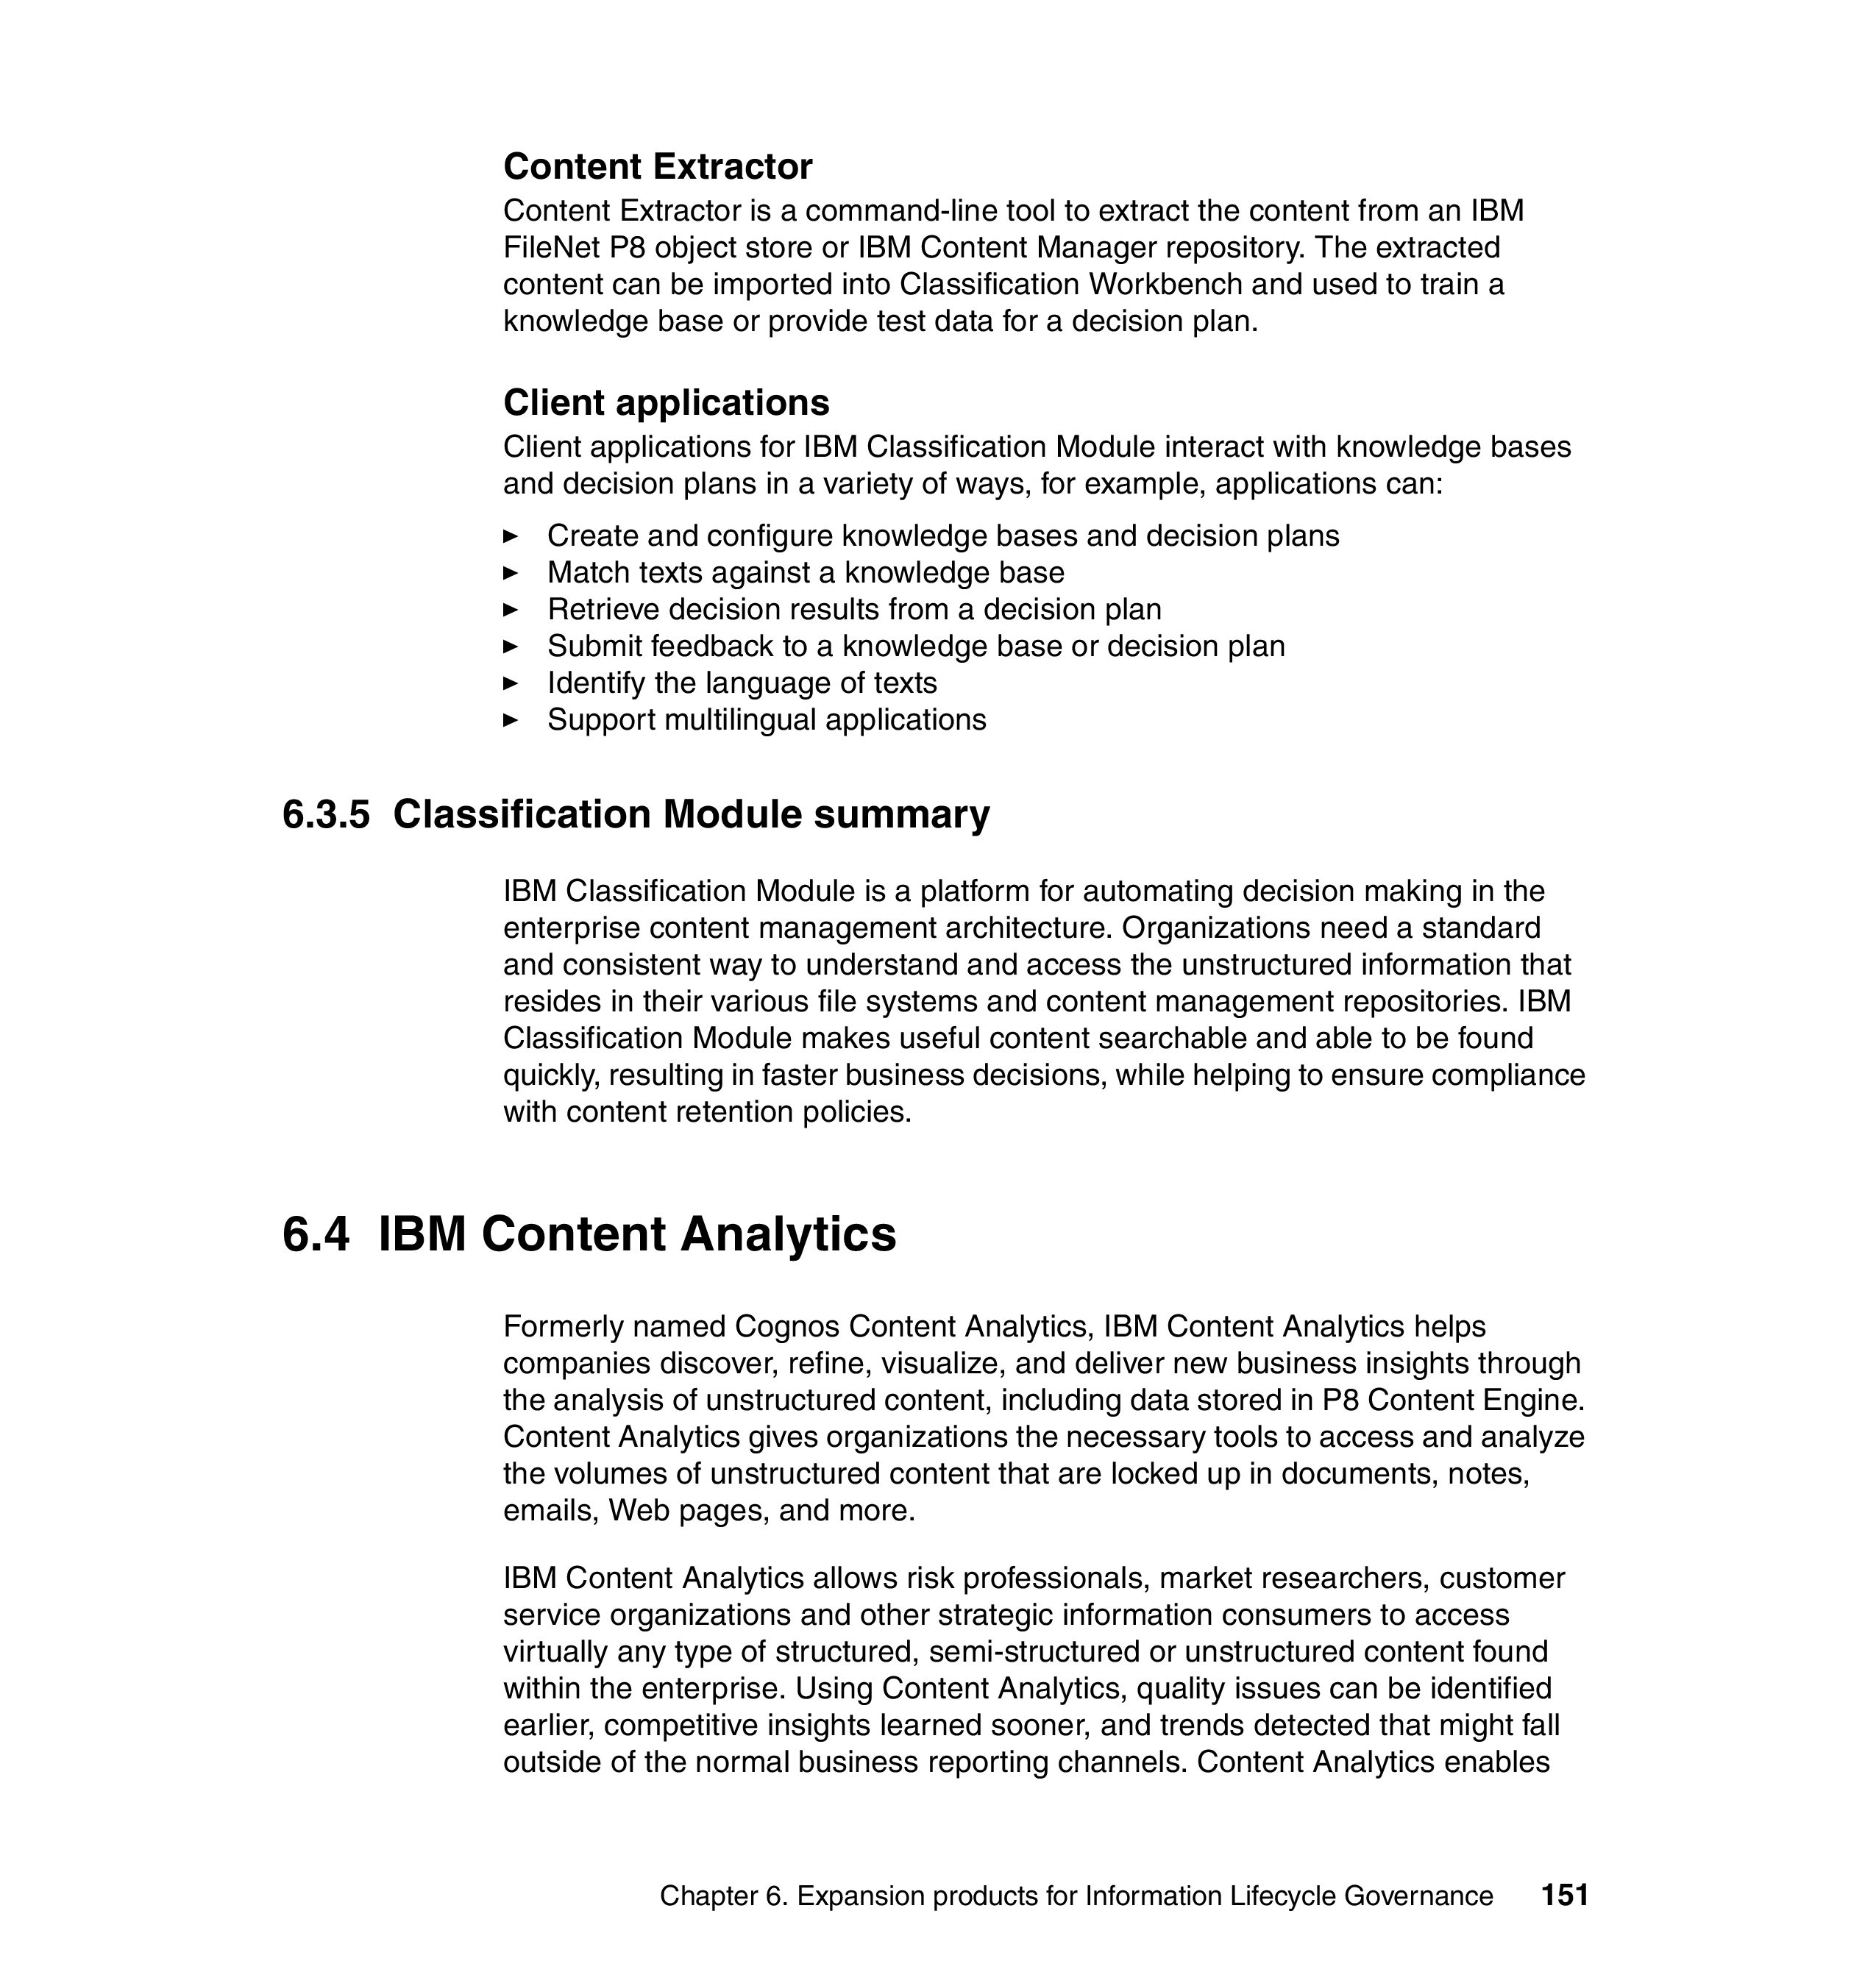 Content Extractor
Content Extractor is a command-line tool to extract the content from an IBM
FileNet P8 object store or IBM Content Manager repository. The extracted
content can be imported into Classification Workbench and used to train a
knowledge base or provide test data for a decision plan.
Client applications
Client applications for IBM Classification Module interact with knowledge bases
and decision plans in a variety of ways, for example, applications can:
► Create and configure knowledge bases and decision plans
► Match texts against a knowledge base
► Retrieve decision results from a decision plan
► Submit feedback to a knowledge base or decision plan
► Identify the language of texts
► Support multilingual applications
6.3.5 Classification Module summary
IBM Classification Module is a platform for automating decision making in the
enterprise content management architecture. Organizations need a standard
and consistent way to understand and access the unstructured information that
resides in their various file systems and content management repositories. IBM
Classification Module makes useful content searchable and able to be found
quickly, resulting in faster business decisions, while helping to ensure compliance
with content retention policies.
6.4 IBM Content Analytics
Formerly named Cognos Content Analytics, IBM Content Analytics helps
companies discover, refine, visualize, and deliver new business insights through
the analysis of unstructured content, including data stored in P8 Content Engine.
Content Analytics gives organizations the necessary tools to access and analyze
the volumes of unstructured content that are locked up in documents, notes,
emails, Web pages, and more.
IBM Content Analytics allows risk professionals, market researchers, customer
service organizations and other strategic information consumers to access
virtually any type of structured, semi-structured or unstructured content found
within the enterprise. Using Content Analytics, quality issues can be identified
earlier, competitive insights learned sooner, and trends detected that might fall
outside of the normal business reporting channels. Content Analytics enables
Chapter 6. Expansion products for Information Lifecycle Governance 151